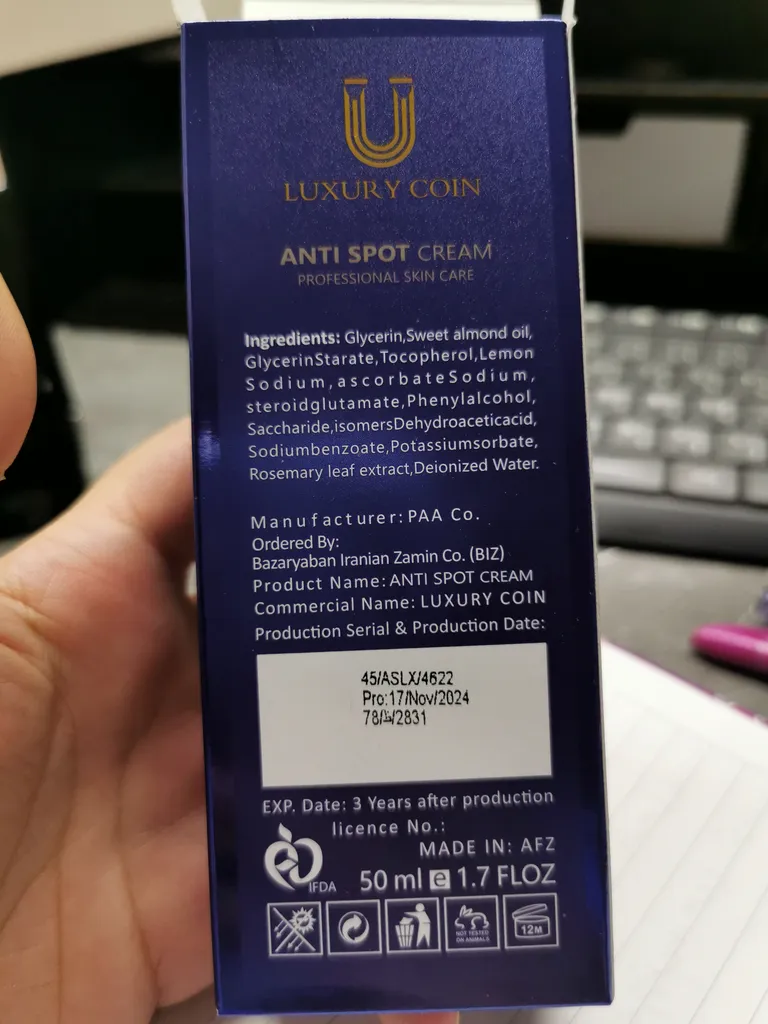 LUXURY COIN
ANTI SPOT CREAM
PROFESSIONAL SKIN CARE
Ingredients: Glycerin,Sweet almond oil,
GlycerinStarate,Tocopherol,Lemon
Sodium,ascorbateSodium,
steroidglutamate,Phenylalcohol,
Saccharide,isomersDehydroaceticacid,
Sodiumbenzoate,Potassiumsorbate,
Rosemary leaf extract,Deionized Water.
Manufacturer: PAA Co.
Ordered By:
Bazaryaban Iranian Zamin Co. (BIZ)
Product Name: ANTI SPOT CREAM
Commercial Name: LUXURY COIN
Production Serial & Production Date:
45/ASLX/4622
Pro:17/Nov/2024
EXP. Date: 3 Years after production
licence No.:
MADE IN: AFZ
IFDA
50 ml e 1.7 FLOZ
NOT TESTED
ON ANIMALS
12M